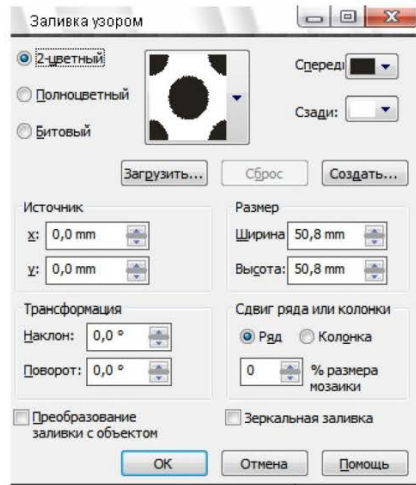 Заливка узором
2-цветный
Полноцветный
Битовый
Спереди
Сзади:
Загрузить...
Сброс
Создать...
Источник
x: 0,0 mm
y: 0,0 mm
Размер
Ширина 50,8 mm
Высота: 50,8 mm
Трансформация
Наклон: 0,0 °
Поворот: 0,0 °
Сдвиг ряда или колонки
Ряд Колонка
0 % размера
мозаики
Преобразование
заливки с объектом
Зеркальная заливка
OK Отмена Помощь